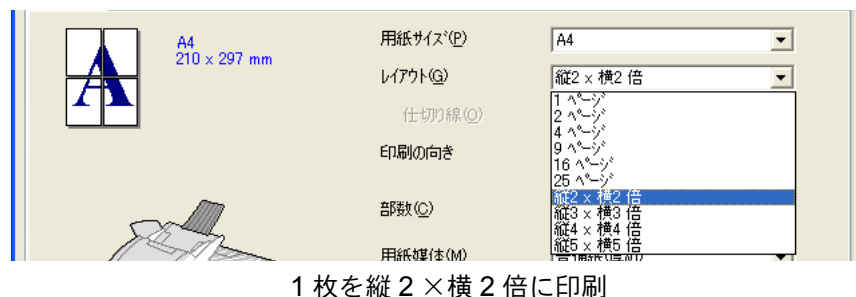 A
A4
210 x 297 mm
用紙サイズ(P)
A4
レイアウト(G)
縦2 x 横2 倍
仕切り線(O)
1 ページ
2 ページ
4 ページ
9 ページ
16 ページ
25 ページ
縦2 x 横2 倍
縦3 x 横3 倍
縦4 x 横4 倍
縦5 x 横5 倍
印刷の向き
部数(C)
用紙媒体(M)
1 枚を縦 2 ×横 2 倍に印刷